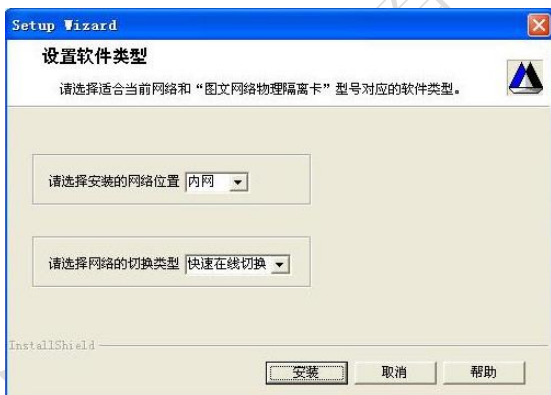 Setup Wizard
设置软件类型
请选择适合当前网络和“图文网络物理隔离卡”型号对应的软件类型。
请选择安装的网络位置 内网
请选择网络的切换类型 快速在线切换
InstallShield
安装 取消 帮助